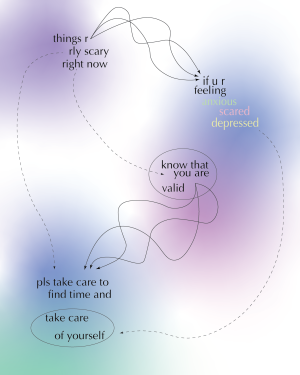 things r
rly scary
right now
if u r
feeling
anxious
scared
depressed
know that
you are
valid
pls take care to
find time and
take care
of yourself